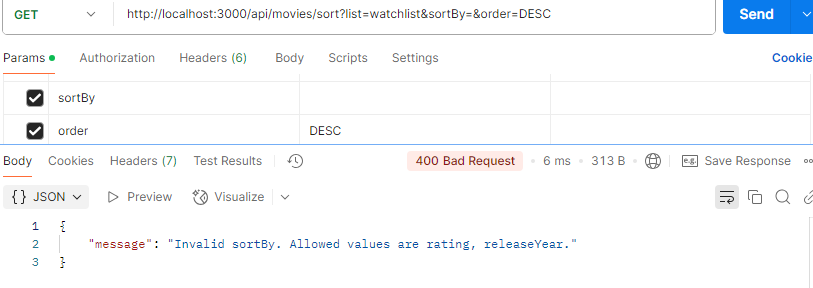 GET http://localhost:3000/api/movies/sort?list=watchlist&sortBy=&order=DESC Send
Params Authorization Headers (6) Body Scripts Settings Cookie
sortBy
order DESC
Body Cookies Headers (7) Test Results 400 Bad Request 6 ms 313 B e.g. Save Response
{} JSON Preview Visualize
1 {
2 "message": "Invalid sortBy. Allowed values are rating, releaseYear."
3 }